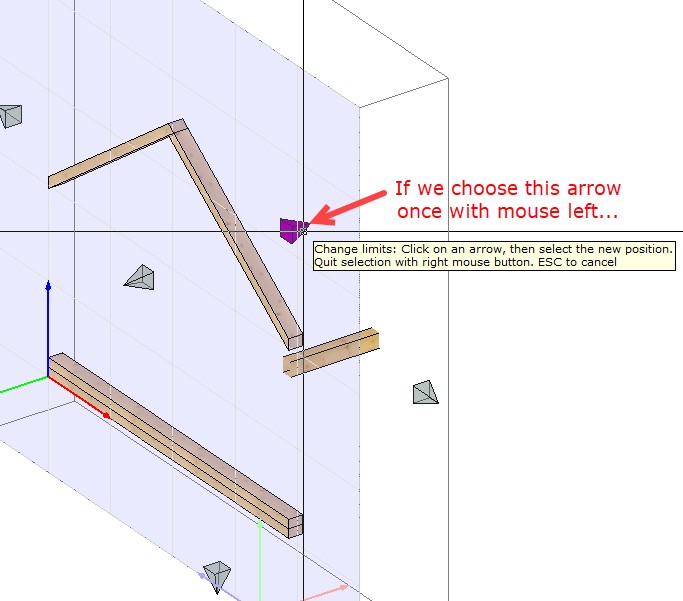 If we choose this arrow
once with mouse left...
Change limits: Click on an arrow, then select the new position.
Quit selection with right mouse button. ESC to cancel